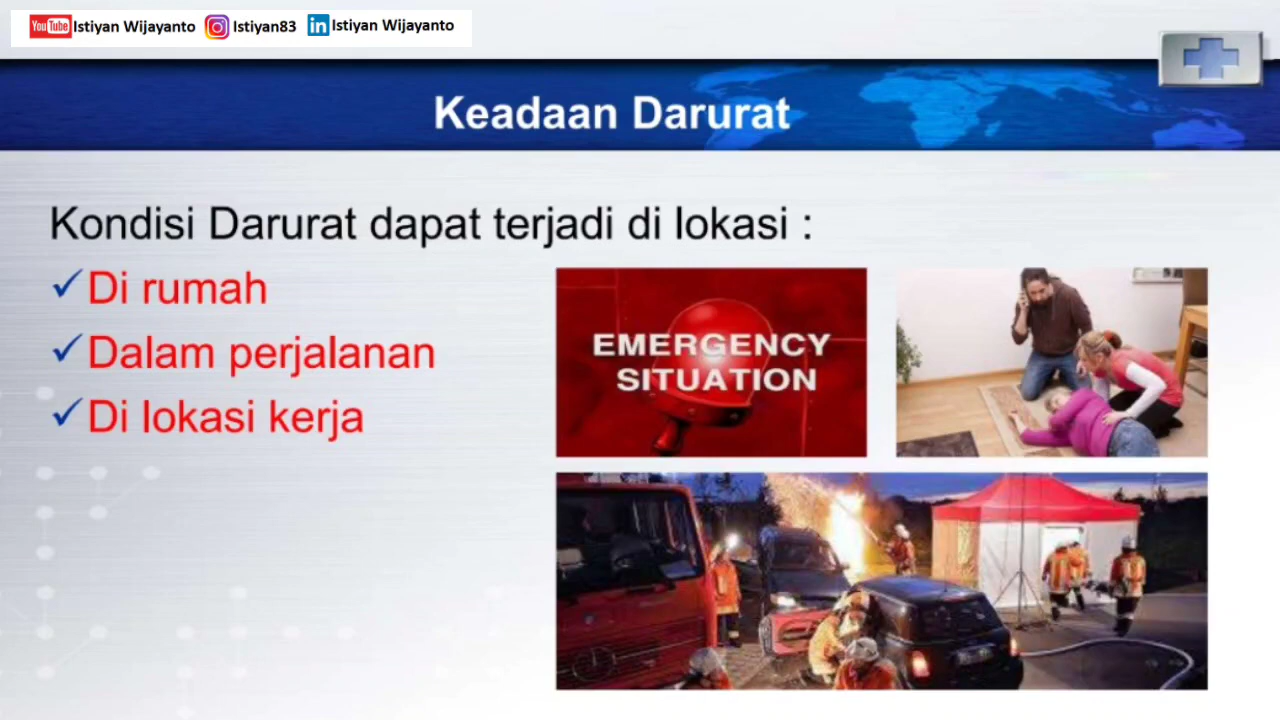 YouTube Istiyan Wijayanto Istiyan83 in Istiyan Wijayanto
Keadaan Darurat
Kondisi Darurat dapat terjadi di lokasi :
Di rumah
Dalam perjalanan
Di lokasi kerja
EMERGENCY
SITUATION